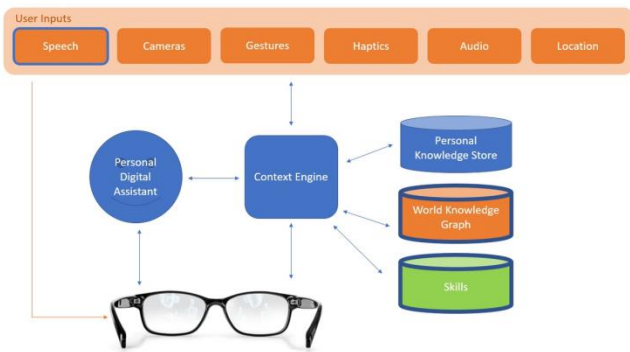 User Inputs
Speech
Cameras
Gestures
Haptics
Audio
Location
Personal
Digital
Assistant
Context Engine
Personal
Knowledge Store
World Knowledge
Graph
Skills